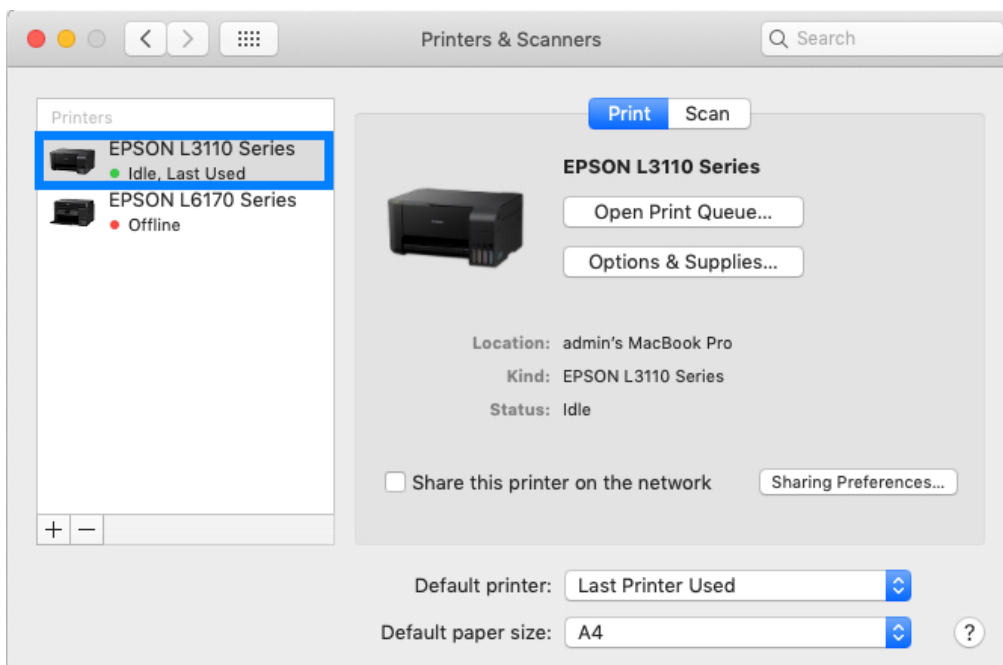 Printers & Scanners
Search
Printers
EPSON L3110 Series
Idle, Last Used
EPSON L6170 Series
Offline
Print Scan
EPSON L3110 Series
Open Print Queue...
Options & Supplies...
Location: admin's MacBook Pro
Kind: EPSON L3110 Series
Status: Idle
Share this printer on the network Sharing Preferences...
+ −
Default printer: Last Printer Used
Default paper size: A4 ?